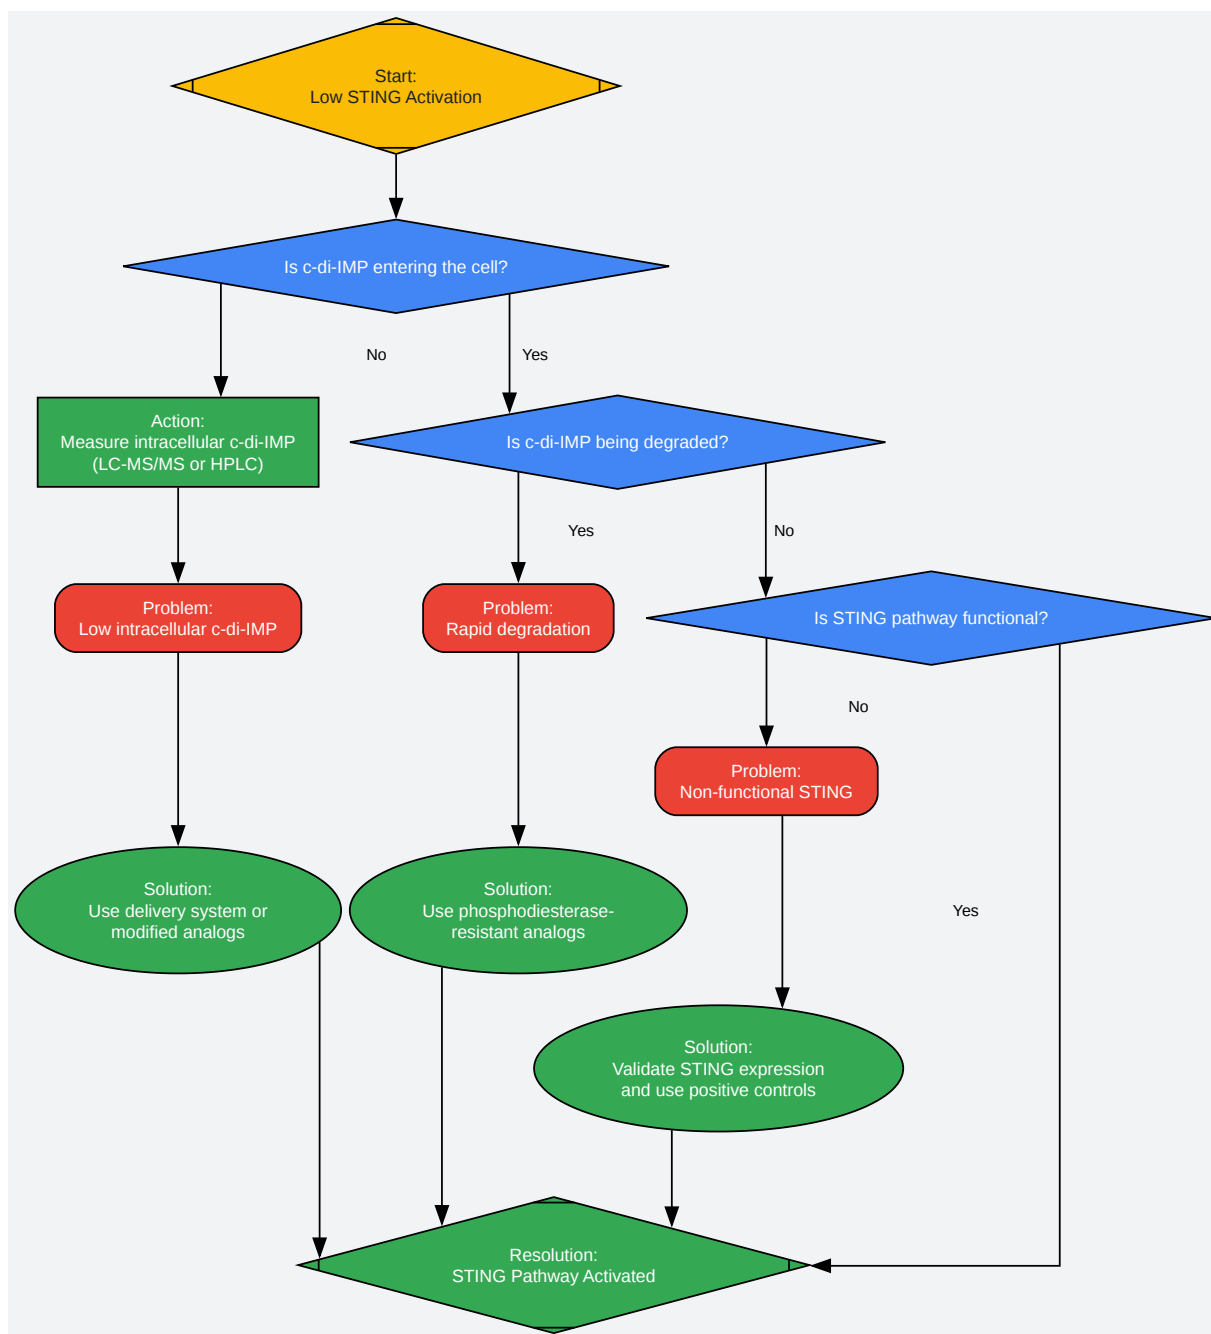 Start:
Low STING Activation
Is c-di-IMP entering the cell?
No
Yes
Action:
Measure intracellular c-di-IMP
(LC-MS/MS or HPLC)
Is c-di-IMP being degraded?
Yes
No
Problem:
Low intracellular c-di-IMP
Problem:
Rapid degradation
Is STING pathway functional?
No
Problem:
Non-functional STING
Solution:
Use delivery system or
modified analogs
Solution:
Use phosphodiesterase-
resistant analogs
Yes
Solution:
Validate STING expression
and use positive controls
Resolution:
STING Pathway Activated